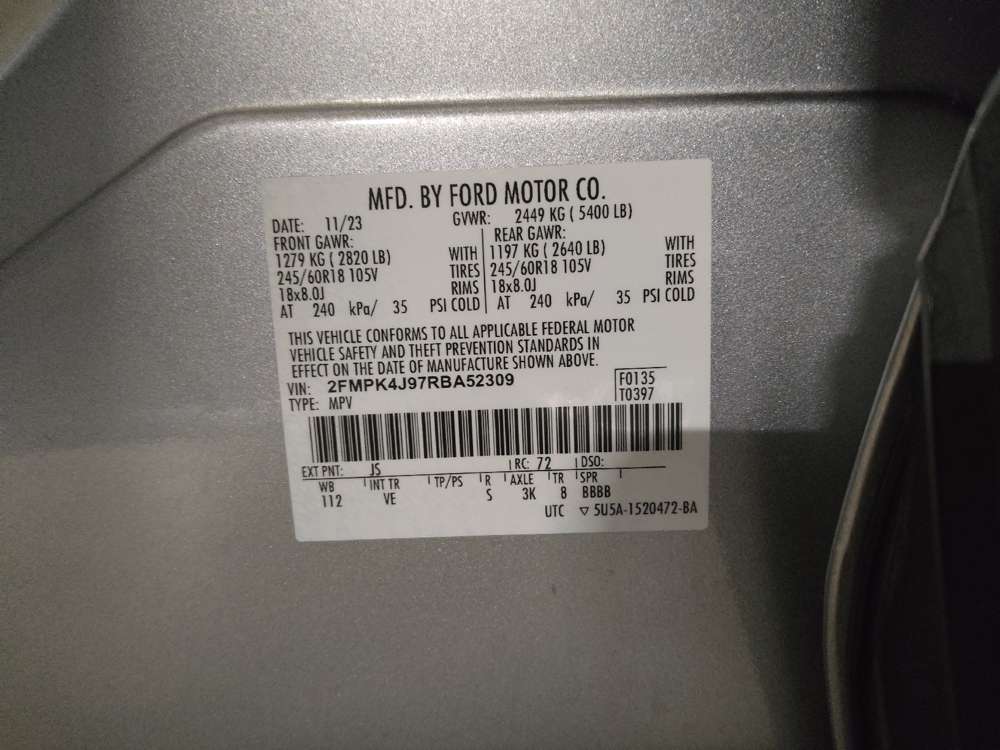 MFD. BY FORD MOTOR CO.
DATE: 11/23 GVWR: 2449 KG ( 5400 LB)
FRONT GAWR: REAR GAWR:
1279 KG ( 2820 LB) WITH 1197 KG ( 2640 LB) WITH
245/60R18 105V TIRES 245/60R18 105V TIRES
18x8.0J RIMS 18x8.0J RIMS
AT 240 kPa/ 35 PSI COLD AT 240 kPa/ 35 PSI COLD
THIS VEHICLE CONFORMS TO ALL APPLICABLE FEDERAL MOTOR
VEHICLE SAFETY AND THEFT PREVENTION STANDARDS IN
EFFECT ON THE DATE OF MANUFACTURE SHOWN ABOVE.
VIN: 2FMPK4J97RBA52309 F0135
TYPE: MPV T0397
EXT PNT: JS RC: 72 DSO:
WB INT TR TP/PS R AXLE TR SPR
112 VE S 3K 8 BBBB
UTC ▽ 5U5A-1520472-BA